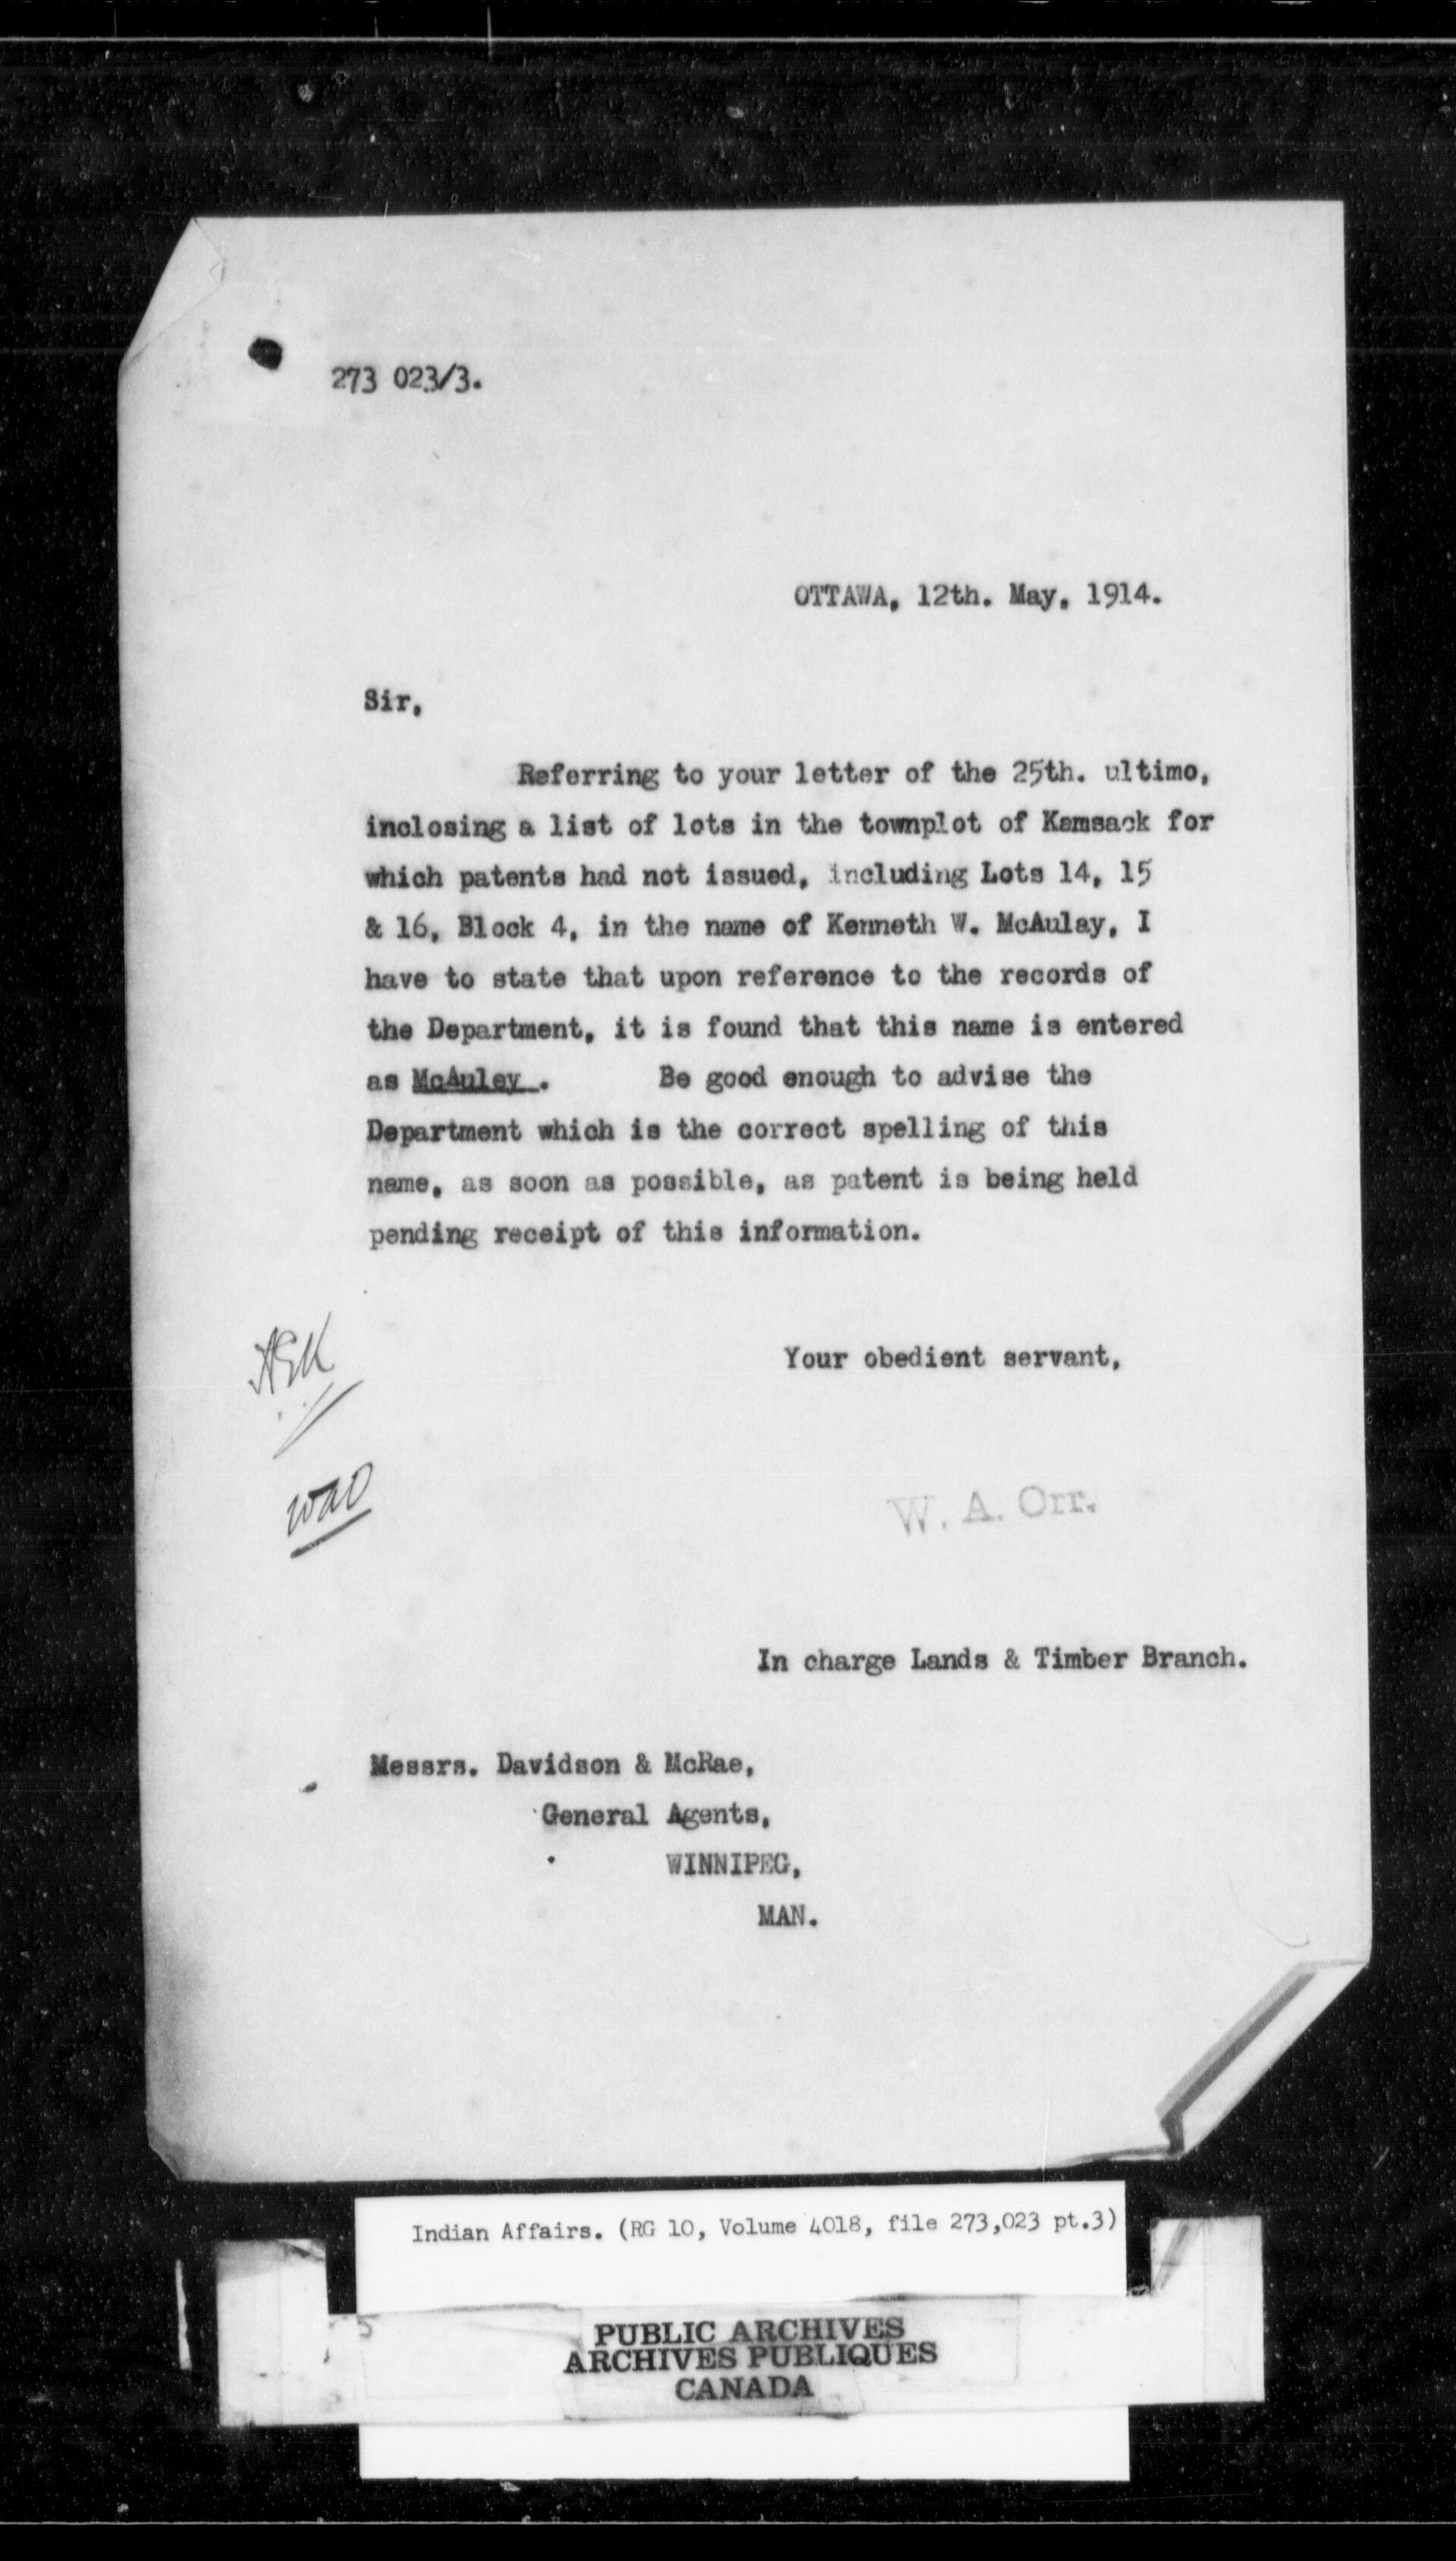 273 023/3.
OTTAWA, 12th. May, 1914.
Sir,
Referring to your letter of the 25th. ultimo,
inclosing a list of lots in the townplot of Kamsack for
which patents had not issued, including Lots 14, 15
& 16, Block 4, in the name of Kenneth W. McAulay, I
have to state that upon reference to the records of
the Department, it is found that this name is entered
as McAuley . Be good enough to advise the
Department which is the correct spelling of this
name, as soon as possible, as patent is being held
pending receipt of this information.
Your obedient servant,
WAO
W. A. Orr.
In charge Lands & Timber Branch.
Messrs. Davidson & McRae,
General Agents,
WINNIPEG,
MAN.
Indian Affairs. (RG 10, Volume 4018, file 273,023 pt.3)
PUBLIC ARCHIVES
ARCHIVES PUBLIQUES
CANADA